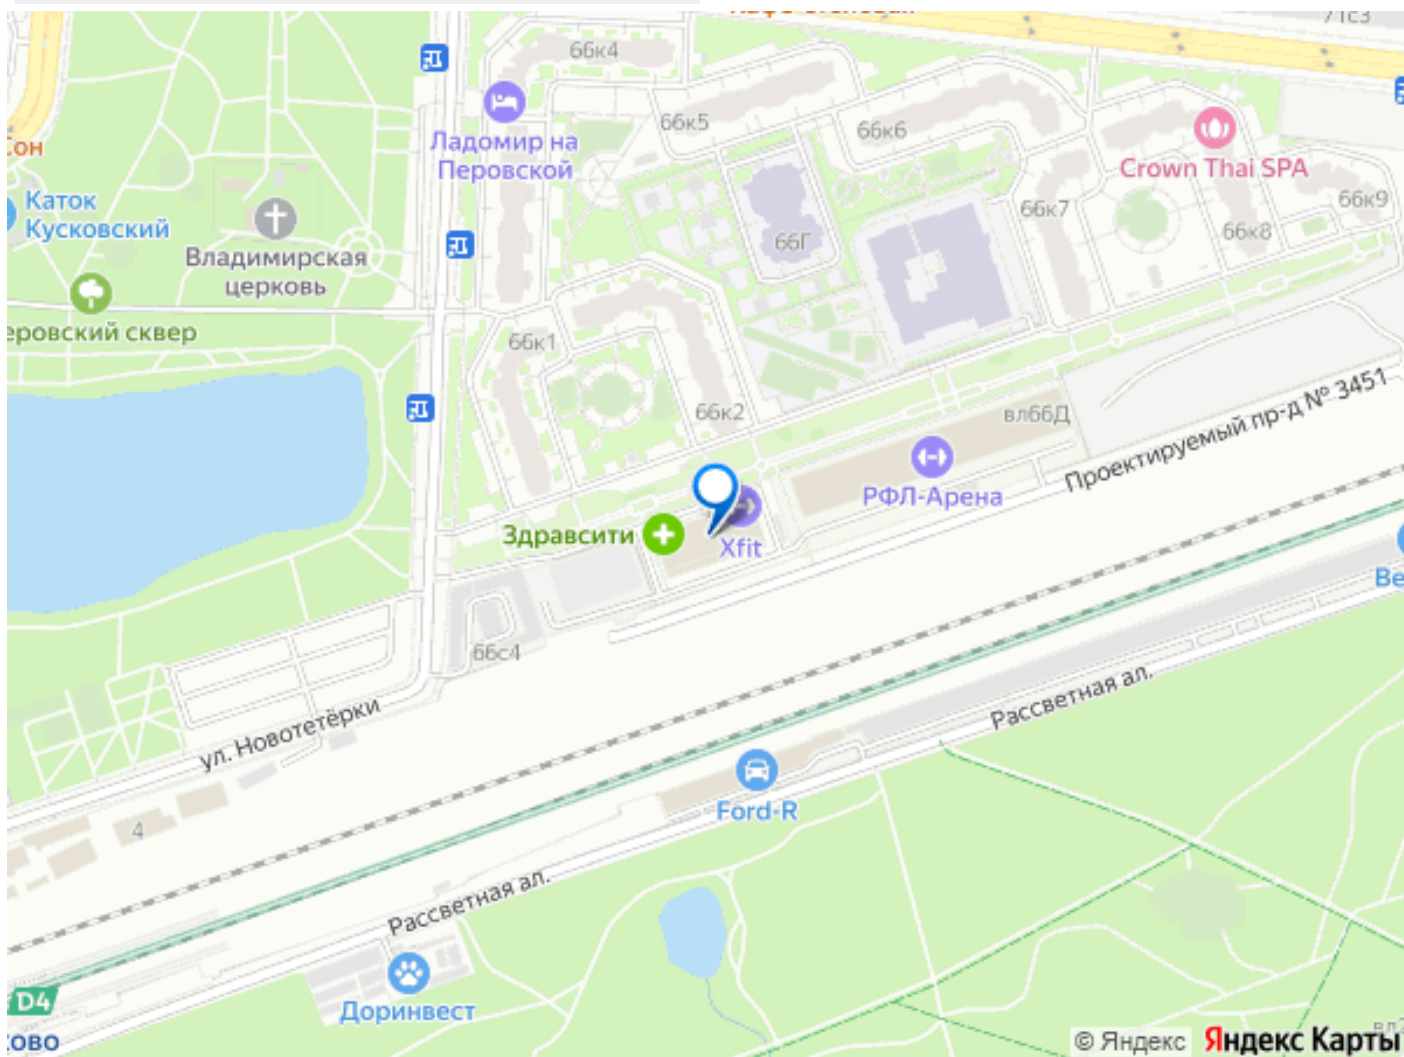 71с3
66к4
Ладомир на
Перовской
66к5
66к6
Crown Thai SPA
66к7
66к8
66к9
Каток
Кусковский
Владимирская
церковь
66Г
66к1
66к2
вл66Д
Проектируемый пр-д № 3451
РФЛ-Арена
Здравсити
Xfit
66с4
ул. Новотетёрки
Рассветная ал.
Ford-R
4
Рассветная ал.
Доринвест
D4
© Яндекс
Яндекс Карты